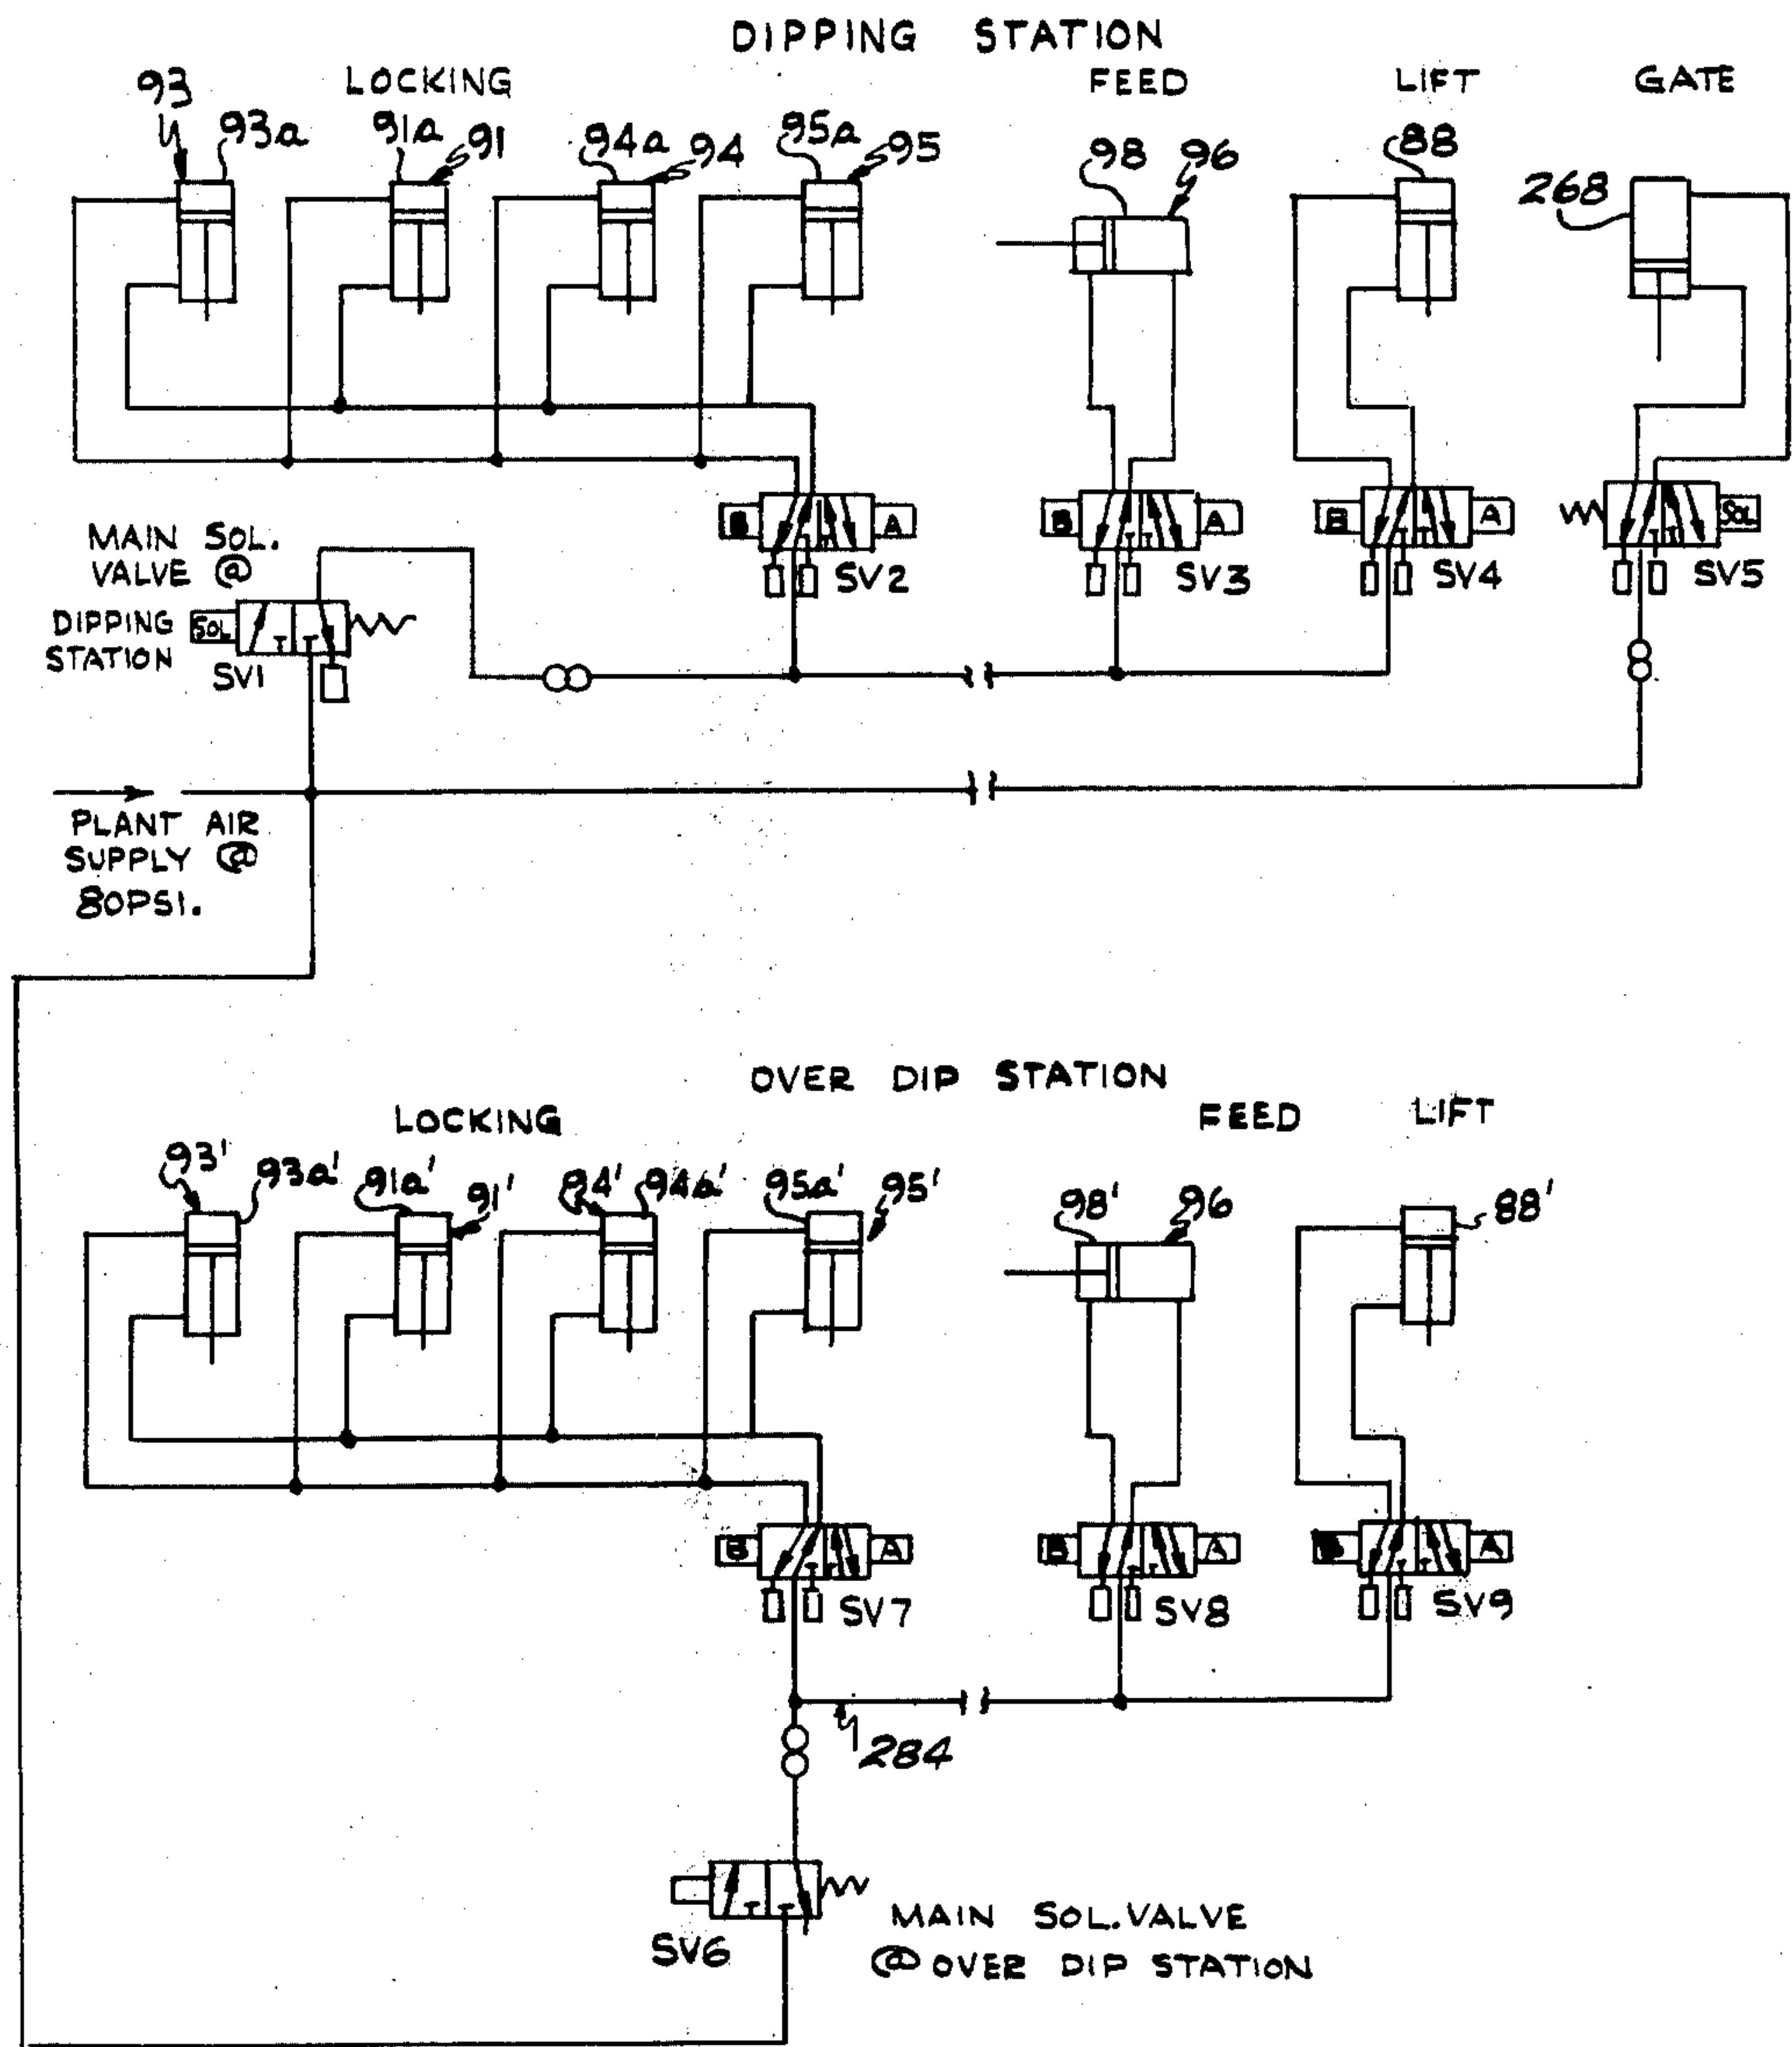 DIPPING STATION
LOCKING
FEED
LIFT
GATE
93
93a
91a
91
94a
94
95a
95
98
96
88
268
MAIN SOL.
VALVE @
DIPPING
STATION
SOL
SV1
B
A
SV2
B
A
SV3
B
A
SV4
SOL
SV5
PLANT AIR
SUPPLY @
80PSI.
OVER DIP STATION
LOCKING
FEED
LIFT
93'
93a'
91a'
91'
94'
94a'
95a'
95'
98'
96
88'
B
A
SV7
B
A
SV8
A
SV9
284
SV6
MAIN SOL. VALVE
@ OVER DIP STATION